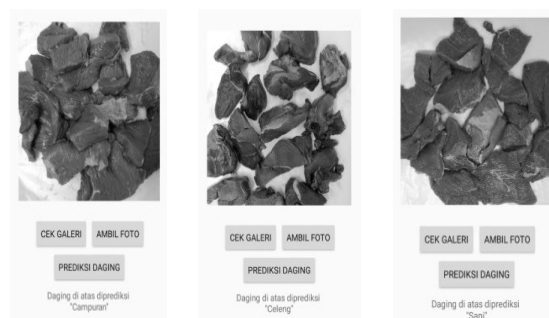 CEK GALERI AMBIL FOTO
PREDIKSI DAGING
Daging di atas diprediksi
"Campuran"
CEK GALERI AMBIL FOTO
PREDIKSI DAGING
Daging di atas diprediksi
"Celeng"
CEK GALERI AMBIL FOTO
PREDIKSI DAGING
Daging di atas diprediksi
"Sapi"